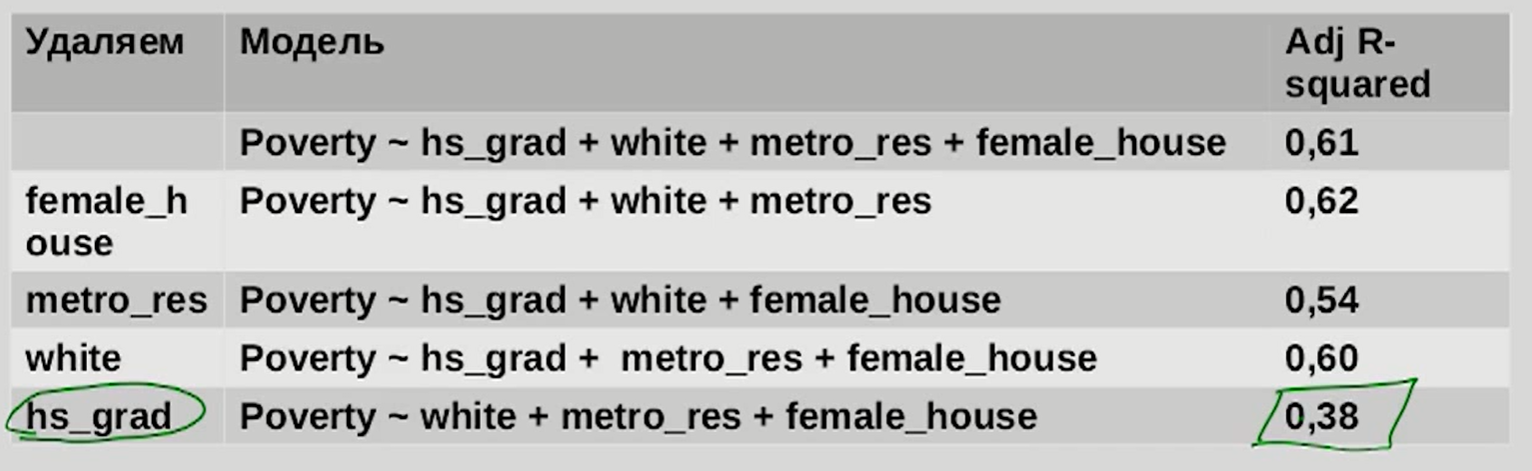 Удаляем Модель Adj R-
squared
Poverty ~ hs_grad + white + metro_res + female_house 0,61
female_h Poverty ~ hs_grad + white + metro_res 0,62
ouse
metro_res Poverty ~ hs_grad + white + female_house 0,54
white Poverty ~ hs_grad +  metro_res + female_house 0,60
hs_grad Poverty ~ white + metro_res + female_house 0,38